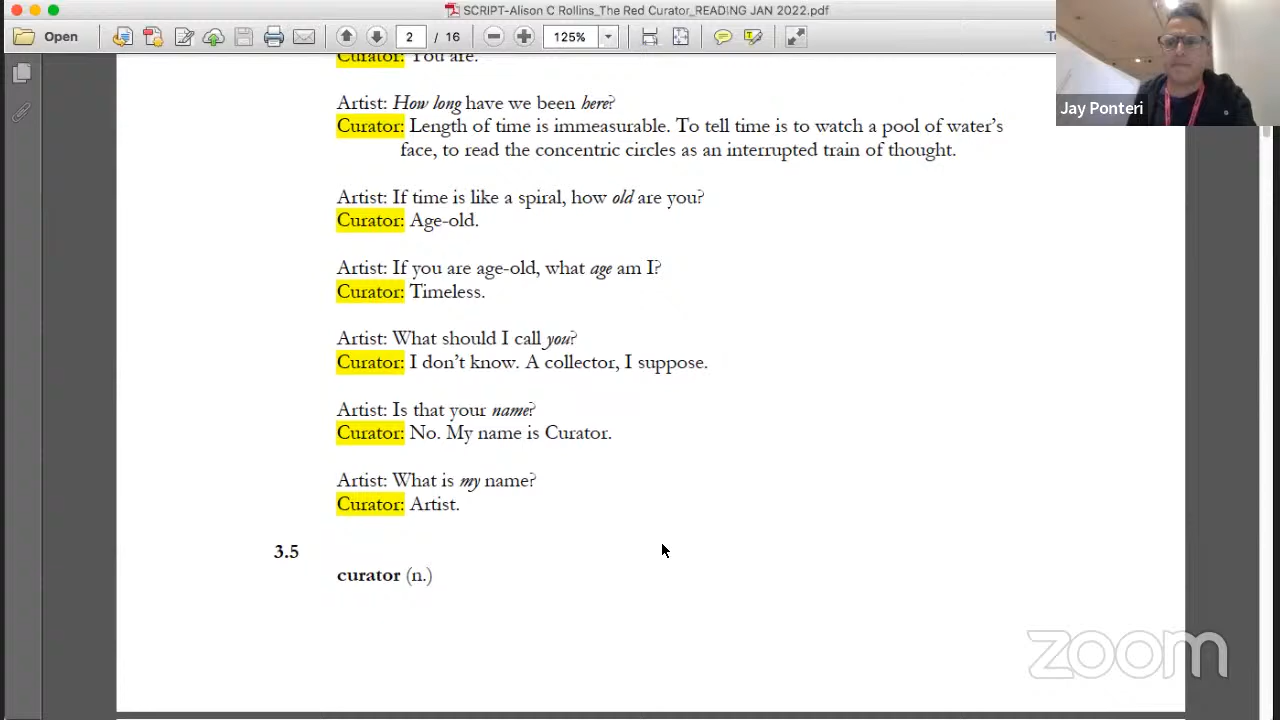 SCRIPT-Alison C Rollins_The Red Curator_READING JAN 2022.pdf
Open
2 / 16
125%
Jay Ponteri
Curator: You are.
Artist: How long have we been here?
Curator: Length of time is immeasurable. To tell time is to watch a pool of water's
face, to read the concentric circles as an interrupted train of thought.
Artist: If time is like a spiral, how old are you?
Curator: Age-old.
Artist: If you are age-old, what age am I?
Curator: Timeless.
Artist: What should I call you?
Curator: I don't know. A collector, I suppose.
Artist: Is that your name?
Curator: No. My name is Curator.
Artist: What is my name?
Curator: Artist.
3.5
curator (n.)
zoom